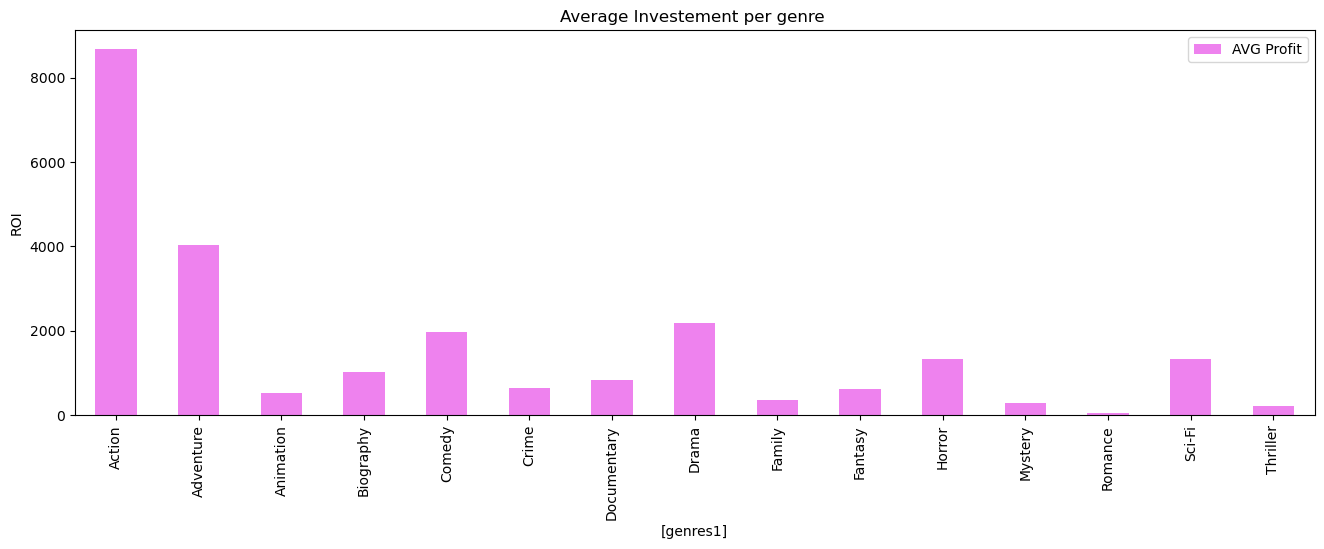 Average Investement per genre
AVG Profit
8000
6000
4000
2000
0
ROI
Action
Adventure
Animation
Biography
Comedy
Crime
Documentary
Drama
Family
Fantasy
Horror
Mystery
Romance
Sci-Fi
Thriller
[genres1]